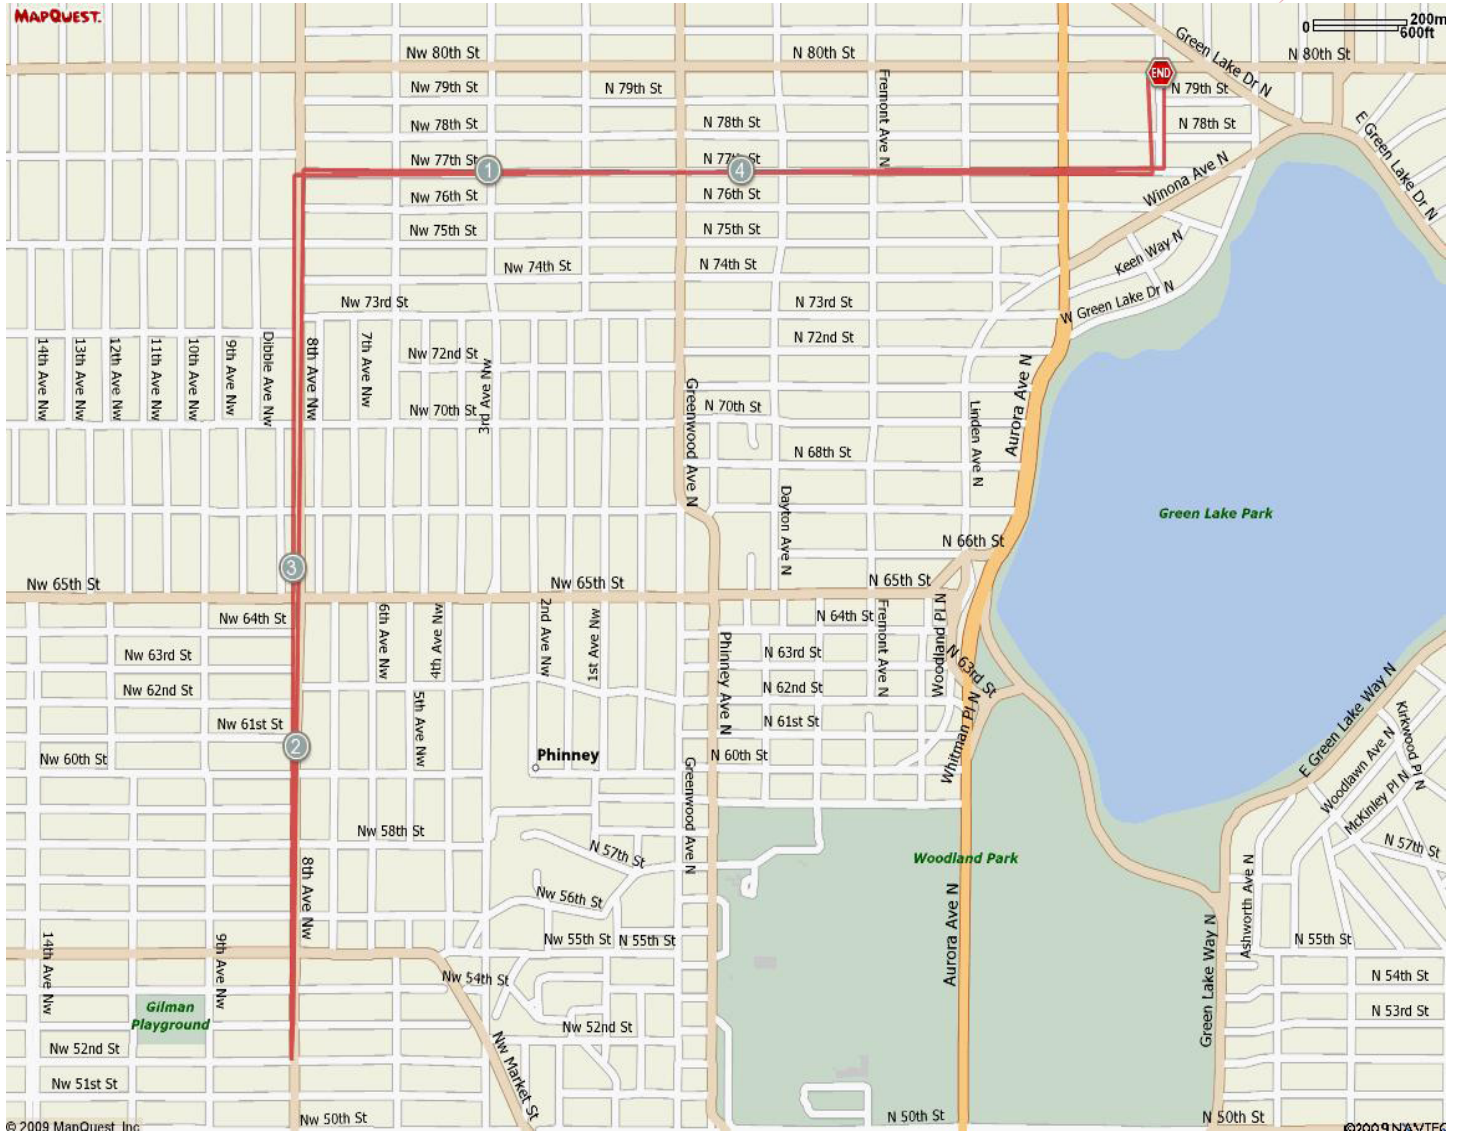 MAPQUEST.
0 200m
600ft
Nw 80th St
N 80th St
Green Lake Dr N
N 80th St
END
Nw 79th St
N 79th St
N 79th St
Fremont Ave N
Nw 78th St
N 78th St
N 78th St
E Green Lake Dr N
Nw 77th St
1
N 77th St
4
Winona Ave N
Nw 76th St
N 76th St
Nw 75th St
N 75th St
Keen Way N
Nw 74th St
N 74th St
Nw 73rd St
N 73rd St
W Green Lake Dr N
N 72nd St
14th Ave Nw
13th Ave Nw
12th Ave Nw
11th Ave Nw
10th Ave Nw
9th Ave Nw
Dibble Ave Nw
8th Ave Nw
7th Ave Nw
Nw 72nd St
3rd Ave Nw
Aurora Ave N
Greenwood Ave N
Nw 70th St
N 70th St
Linden Ave N
N 68th St
Dayton Ave N
Green Lake Park
N 66th St
3
Nw 65th St
Nw 65th St
N 65th St
Nw 64th St
6th Ave Nw
4th Ave Nw
2nd Ave Nw
1st Ave Nw
N 64th St
Fremont Ave N
Woodland Pl N
Nw 63rd St
Phinney Ave N
N 63rd St
N 63rd St
Nw 62nd St
N 62nd St
E Green Lake Way N
Nw 61st St
5th Ave Nw
N 61st St
Whitman Pl N
Kirkwood Pl N
2
Nw 60th St
Phinney
N 60th St
Woodlawn Ave N
Greenwood Ave N
McKinley Pl N
Nw 58th St
N 57th St
N 57th St
Woodland Park
8th Ave Nw
Nw 56th St
Aurora Ave N
Ashworth Ave N
14th Ave Nw
9th Ave Nw
Nw 55th St
N 55th St
Green Lake Way N
N 55th St
Nw 54th St
N 54th St
Gilman
Playground
Nw 52nd St
N 53rd St
Nw 52nd St
Nw Market St
Nw 51st St
Nw 50th St
N 50th St
N 50th St
© 2009 MapQuest Inc
©2009 NAVTEQ